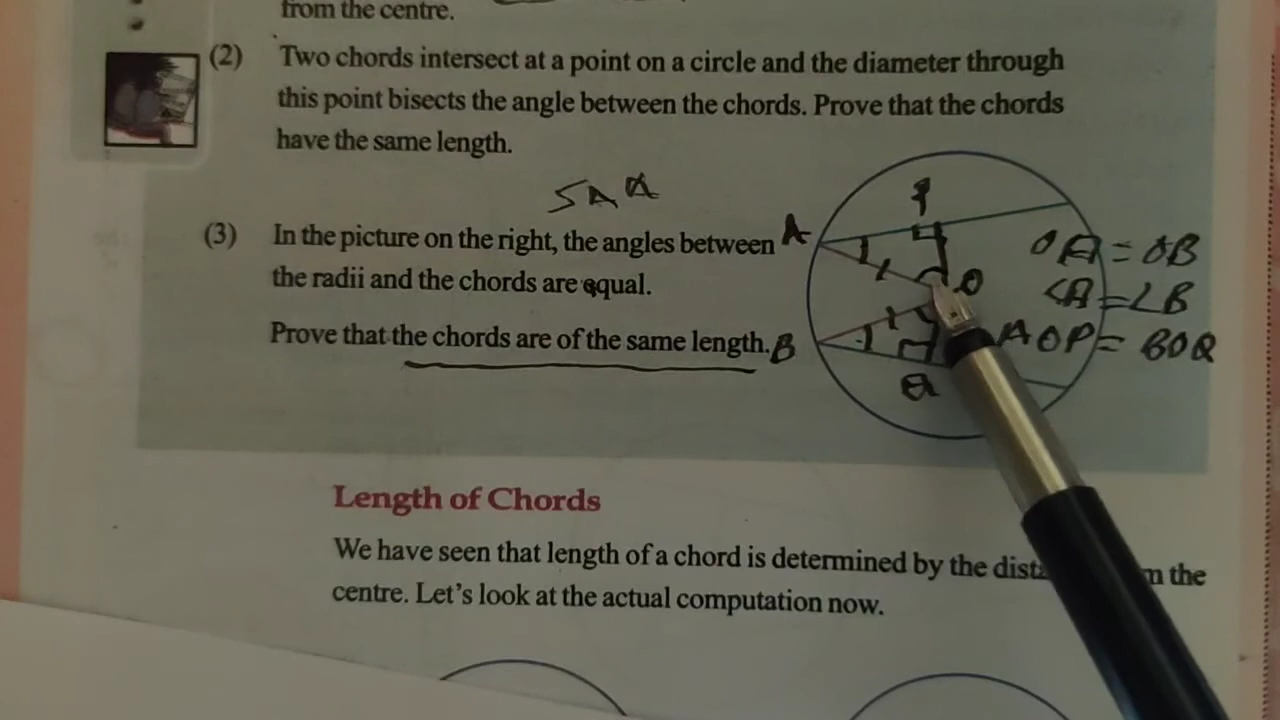 from the centre.
(2) Two chords intersect at a point on a circle and the diameter through
this point bisects the angle between the chords. Prove that the chords
have the same length.
SAA
(3) In the picture on the right, the angles between
the radii and the chords are equal.
Prove that the chords are of the same length.
A
P
O
B
Q
OA = OB
∠A = ∠B
AOP = BOQ
Length of Chords
We have seen that length of a chord is determined by the the
centre. Let's look at the actual computation now.